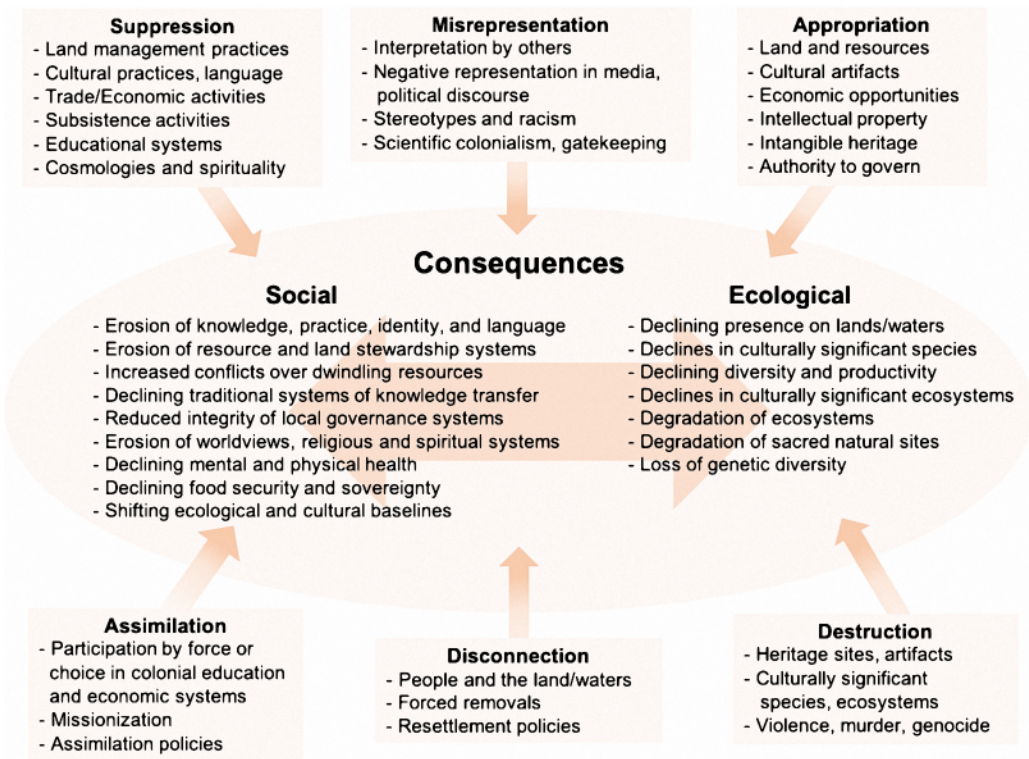 Suppression
- Land management practices
- Cultural practices, language
- Trade/Economic activities
- Subsistence activities
- Educational systems
- Cosmologies and spirituality
Misrepresentation
- Interpretation by others
- Negative representation in media,
political discourse
- Stereotypes and racism
- Scientific colonialism, gatekeeping
Appropriation
- Land and resources
- Cultural artifacts
- Economic opportunities
- Intellectual property
- Intangible heritage
- Authority to govern
Consequences
Social
- Erosion of knowledge, practice, identity, and language
- Erosion of resource and land stewardship systems
- Increased conflicts over dwindling resources
- Declining traditional systems of knowledge transfer
- Reduced integrity of local governance systems
- Erosion of worldviews, religious and spiritual systems
- Declining mental and physical health
- Declining food security and sovereignty
- Shifting ecological and cultural baselines
Ecological
- Declining presence on lands/waters
- Declines in culturally significant species
- Declining diversity and productivity
- Declines in culturally significant ecosystems
- Degradation of ecosystems
- Degradation of sacred natural sites
- Loss of genetic diversity
Assimilation
- Participation by force or
choice in colonial education
and economic systems
- Missionization
- Assimilation policies
Disconnection
- People and the land/waters
- Forced removals
- Resettlement policies
Destruction
- Heritage sites, artifacts
- Culturally significant
species, ecosystems
- Violence, murder, genocide